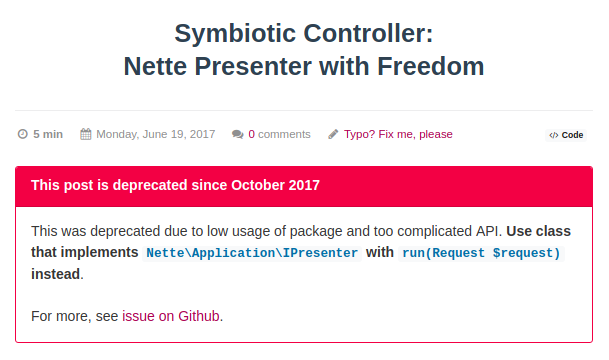 Symbiotic Controller:
Nette Presenter with Freedom
5 min Monday, June 19, 2017 0 comments Typo? Fix me, please </> Code
This post is deprecated since October 2017
This was deprecated due to low usage of package and too complicated API. Use class
that implements Nette\Application\IPresenter with run(Request $request)
instead.
For more, see issue on Github.